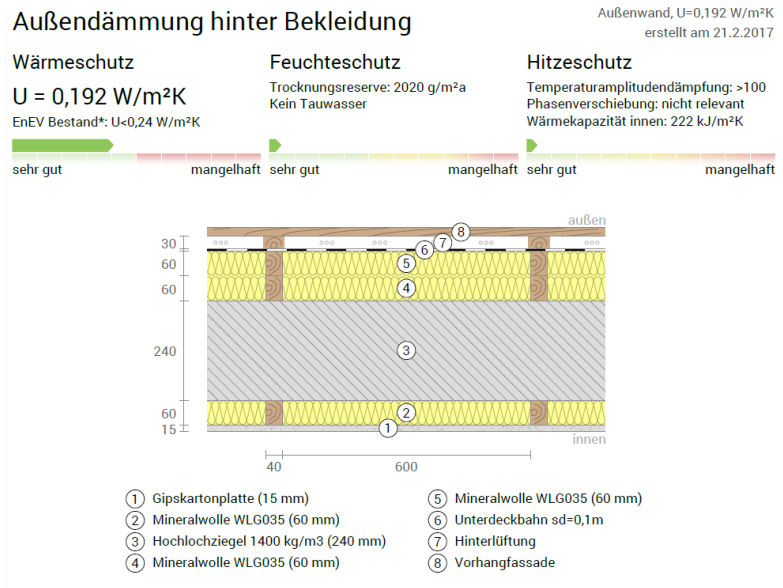 Außendämmung hinter Bekleidung
Außenwand, U=0,192 W/m²K
erstellt am 21.2.2017
Wärmeschutz
U = 0,192 W/m²K
EnEV Bestand*: U<0,24 W/m²K
sehr gut mangelhaft
Feuchteschutz
Trocknungsreserve: 2020 g/m²a
Kein Tauwasser
sehr gut mangelhaft
Hitzeschutz
Temperaturamplitudendämpfung: >100
Phasenverschiebung: nicht relevant
Wärmekapazität innen: 222 kJ/m²K
sehr gut mangelhaft
außen
8
30
7
6
60
5
60
4
240
3
60
2
15
1
innen
40 600
1 Gipskartonplatte (15 mm)
2 Mineralwolle WLG035 (60 mm)
3 Hochlochziegel 1400 kg/m3 (240 mm)
4 Mineralwolle WLG035 (60 mm)
5 Mineralwolle WLG035 (60 mm)
6 Unterdeckbahn sd=0,1m
7 Hinterlüftung
8 Vorhangfassade